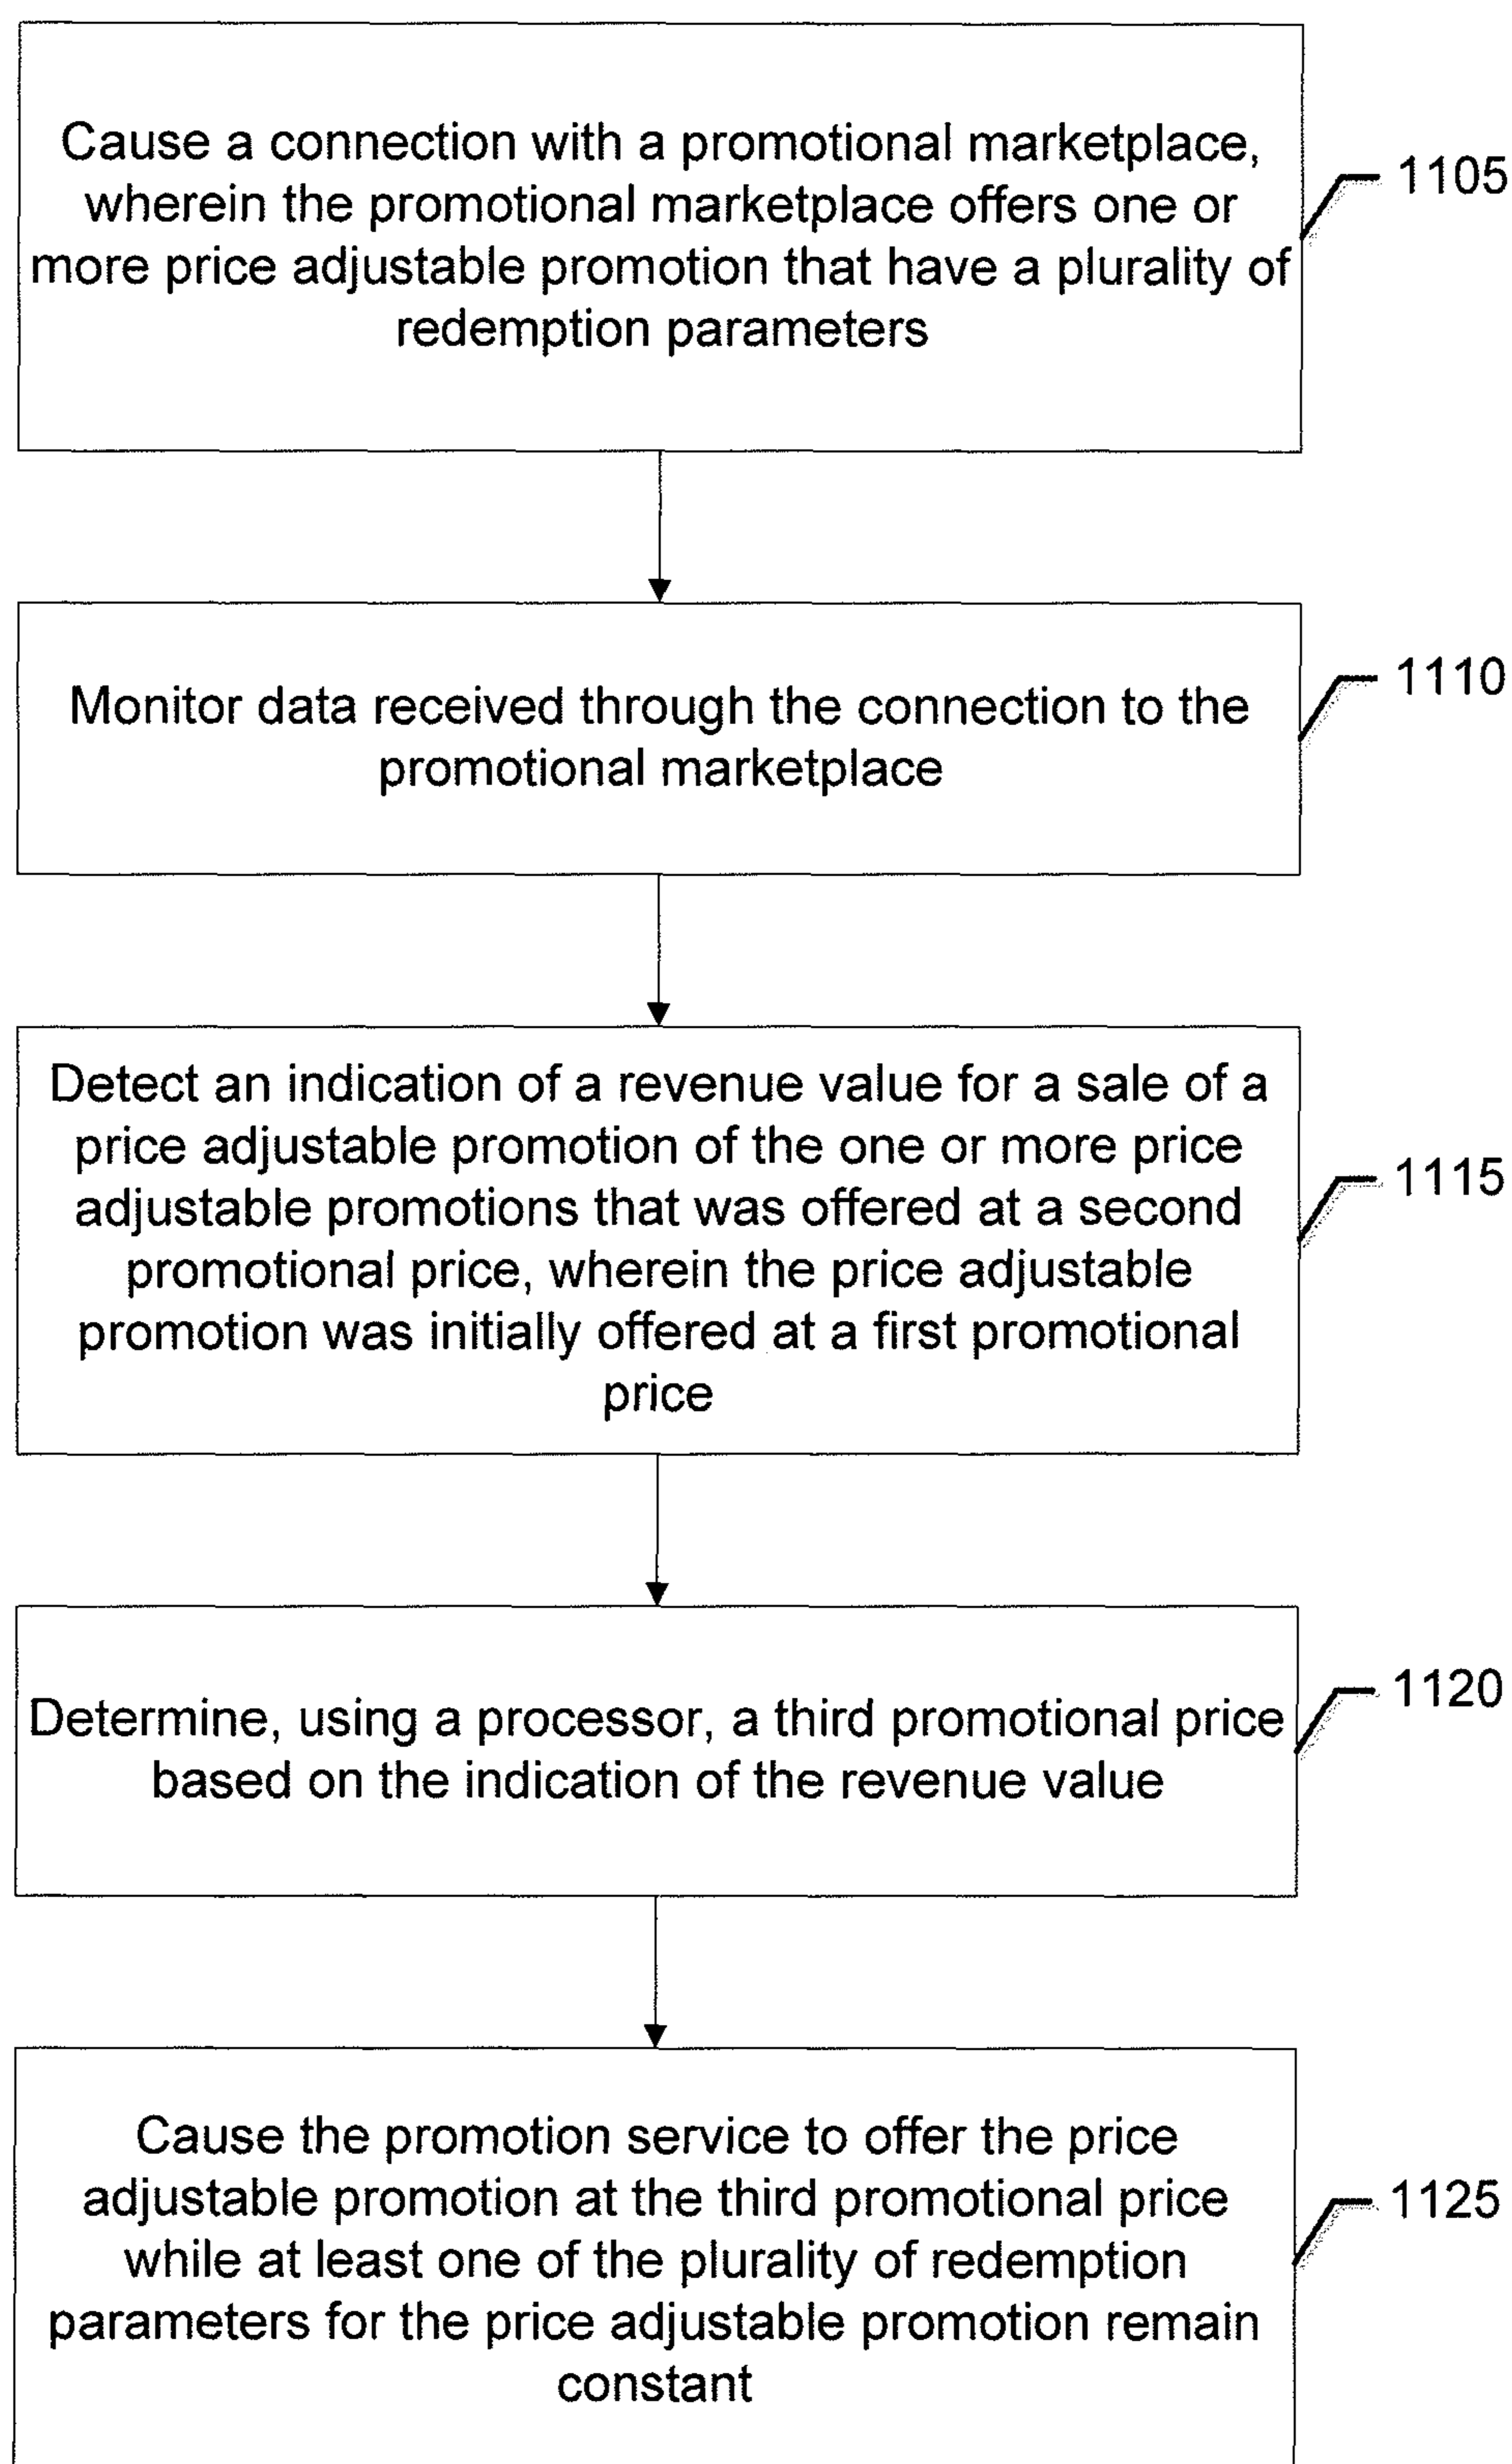 Cause a connection with a promotional marketplace,
wherein the promotional marketplace offers one or
more price adjustable promotion that have a plurality of
redemption parameters
1105
Monitor data received through the connection to the
promotional marketplace
1110
Detect an indication of a revenue value for a sale of a
price adjustable promotion of the one or more price
adjustable promotions that was offered at a second
promotional price, wherein the price adjustable
promotion was initially offered at a first promotional
price
1115
Determine, using a processor, a third promotional price
based on the indication of the revenue value
1120
Cause the promotion service to offer the price
adjustable promotion at the third promotional price
while at least one of the plurality of redemption
parameters for the price adjustable promotion remain
constant
1125